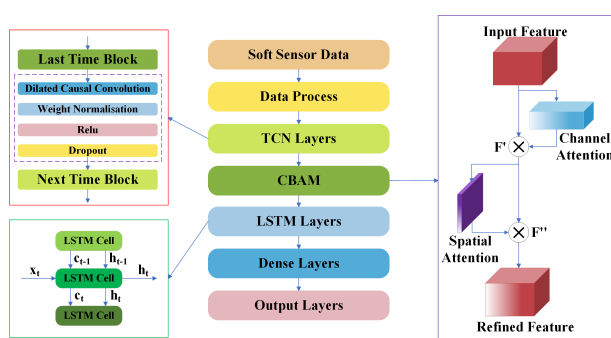 Last Time Block
Dilated Causal Convolution
Weight Normalisation
Relu
Dropout
Next Time Block
LSTM Cell
c_{t-1} h_{t-1}
x_t LSTM Cell h_t
c_t h_t
LSTM Cell
Soft Sensor Data
Data Process
TCN Layers
CBAM
LSTM Layers
Dense Layers
Output Layers
Input Feature
Channel
Attention
F'
F''
Spatial
Attention
Refined Feature